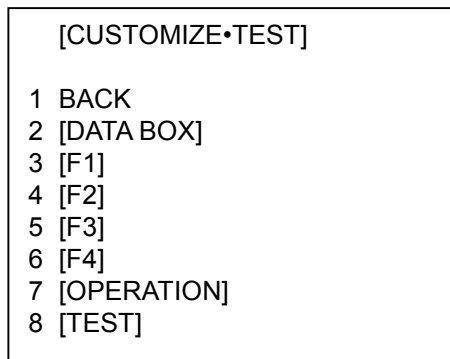 [CUSTOMIZE•TEST]
1 BACK
2 [DATA BOX]
3 [F1]
4 [F2]
5 [F3]
6 [F4]
7 [OPERATION]
8 [TEST]